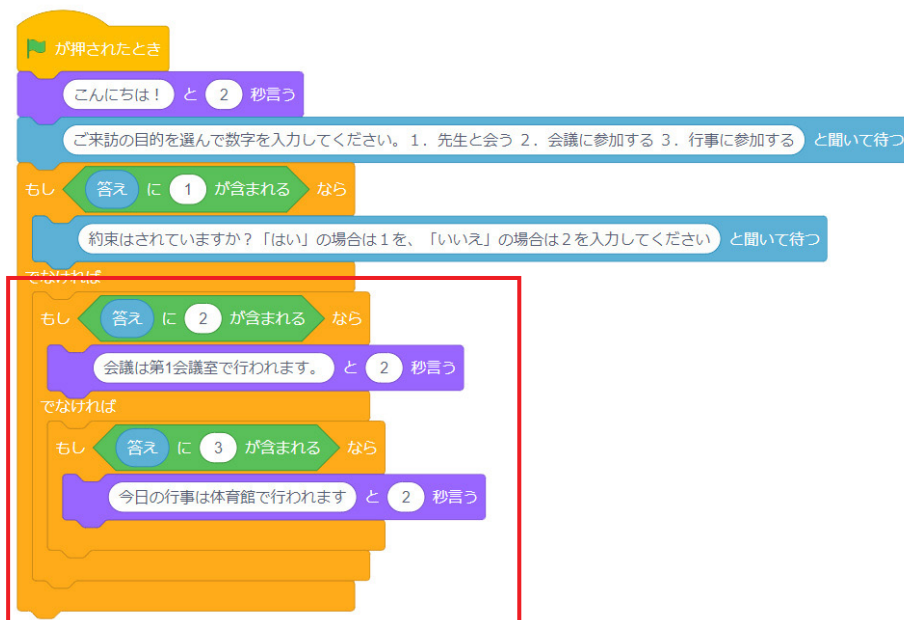 が押されたとき
こんにちは! と 2 秒言う
ご来訪の目的を選んで数字を入力してください。1. 先生と会う 2. 会議に参加する 3. 行事に参加する と聞いて待つ
もし 答え に 1 が含まれる なら
約束はされていますか?「はい」の場合は1を、「いいえ」の場合は2を入力してください と聞いて待つ
でなければ
もし 答え に 2 が含まれる なら
会議は第1会議室で行われます。 と 2 秒言う
でなければ
もし 答え に 3 が含まれる なら
今日の行事は体育館で行われます と 2 秒言う